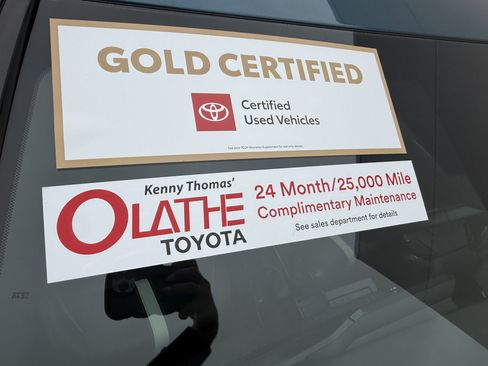 GOLD CERTIFIED
Certified
Used Vehicles
Kenny Thomas'
OLATHE
TOYOTA
24 Month/25,000 Mile
Complimentary Maintenance
See sales department for details